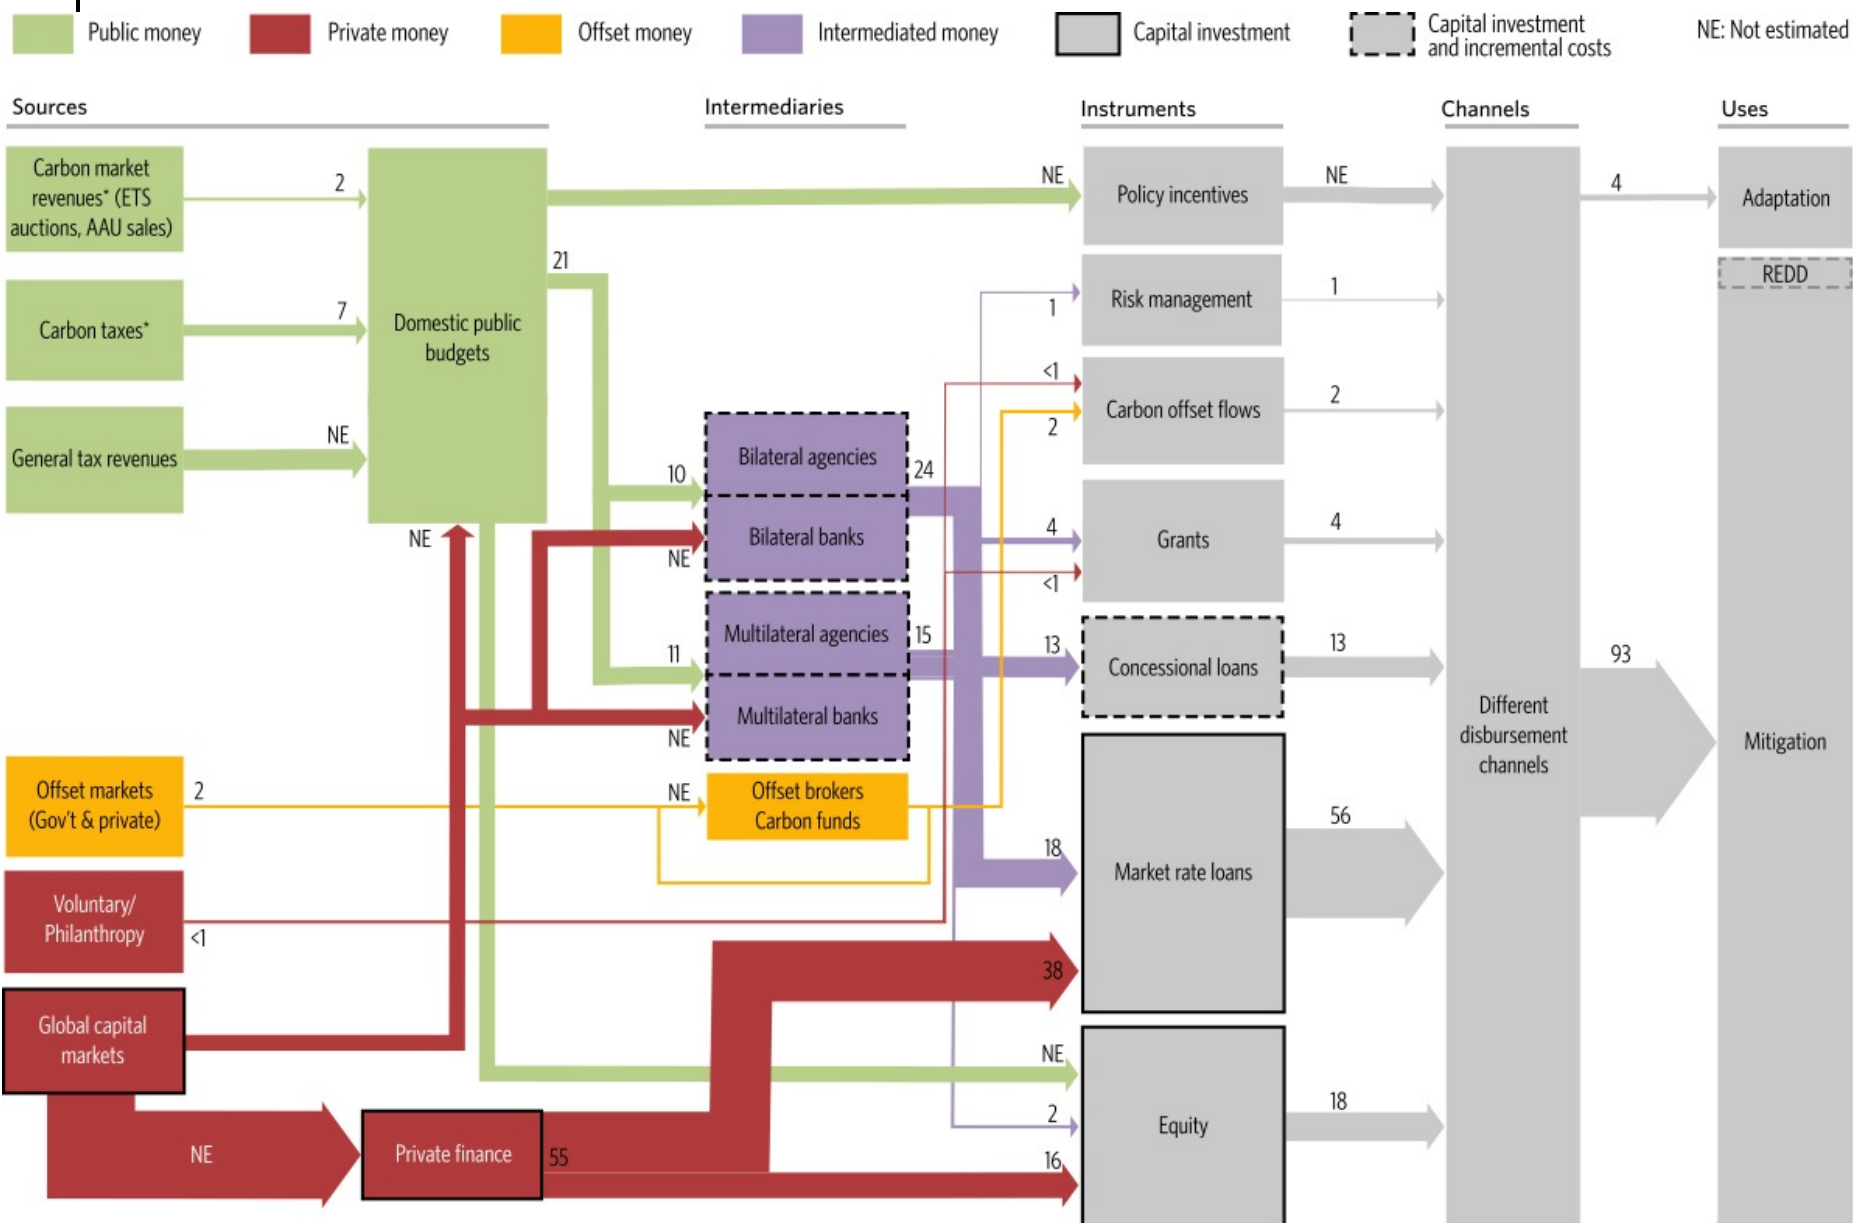 Public money
Private money
Offset money
Intermediated money
Capital investment
Capital investment
and incremental costs
NE: Not estimated
Sources
Intermediaries
Instruments
Channels
Uses
Carbon market
revenues* (ETS
auctions, AAU sales)
2
Carbon taxes*
7
General tax revenues
NE
Domestic public
budgets
21
NE
NE
10
Bilateral agencies
24
Bilateral banks
NE
11
Multilateral agencies
15
Multilateral banks
NE
Offset markets
(Gov't & private)
2
NE
Offset brokers
Carbon funds
Voluntary/
Philanthropy
<1
Global capital
markets
NE
Private finance
55
Policy incentives
NE
1
Risk management
1
<1
Carbon offset flows
2
2
4
Grants
4
<1
13
Concessional loans
13
18
Market rate loans
56
38
NE
2
Equity
18
16
Different
disbursement
channels
4
Adaptation
REDD
93
Mitigation